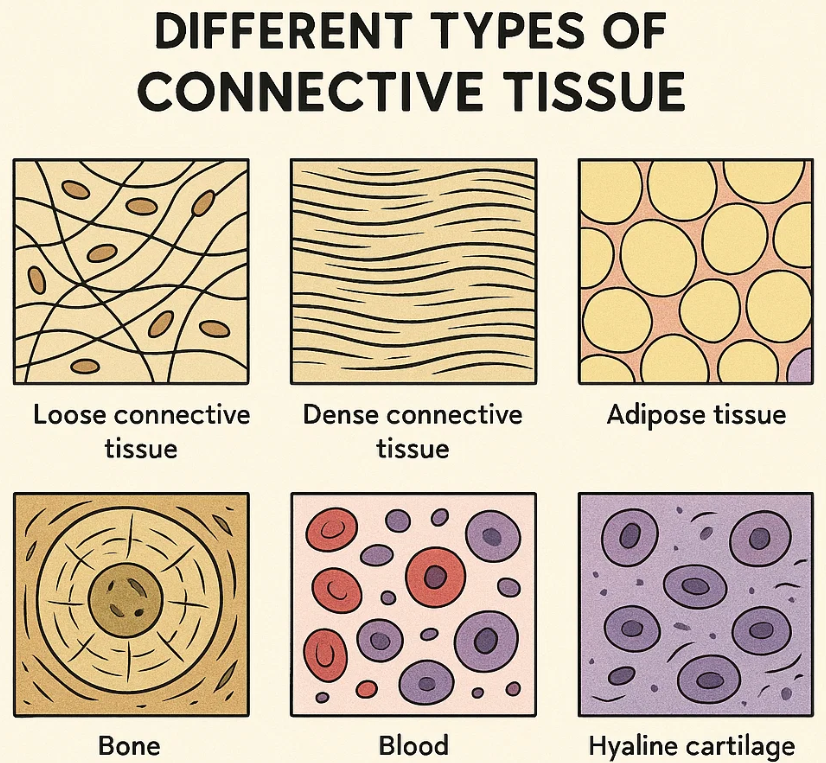 DIFFERENT TYPES OF
CONNECTIVE TISSUE
Loose connective
tissue
Dense connective
tissue
Adipose tissue
Bone
Blood
Hyaline cartilage